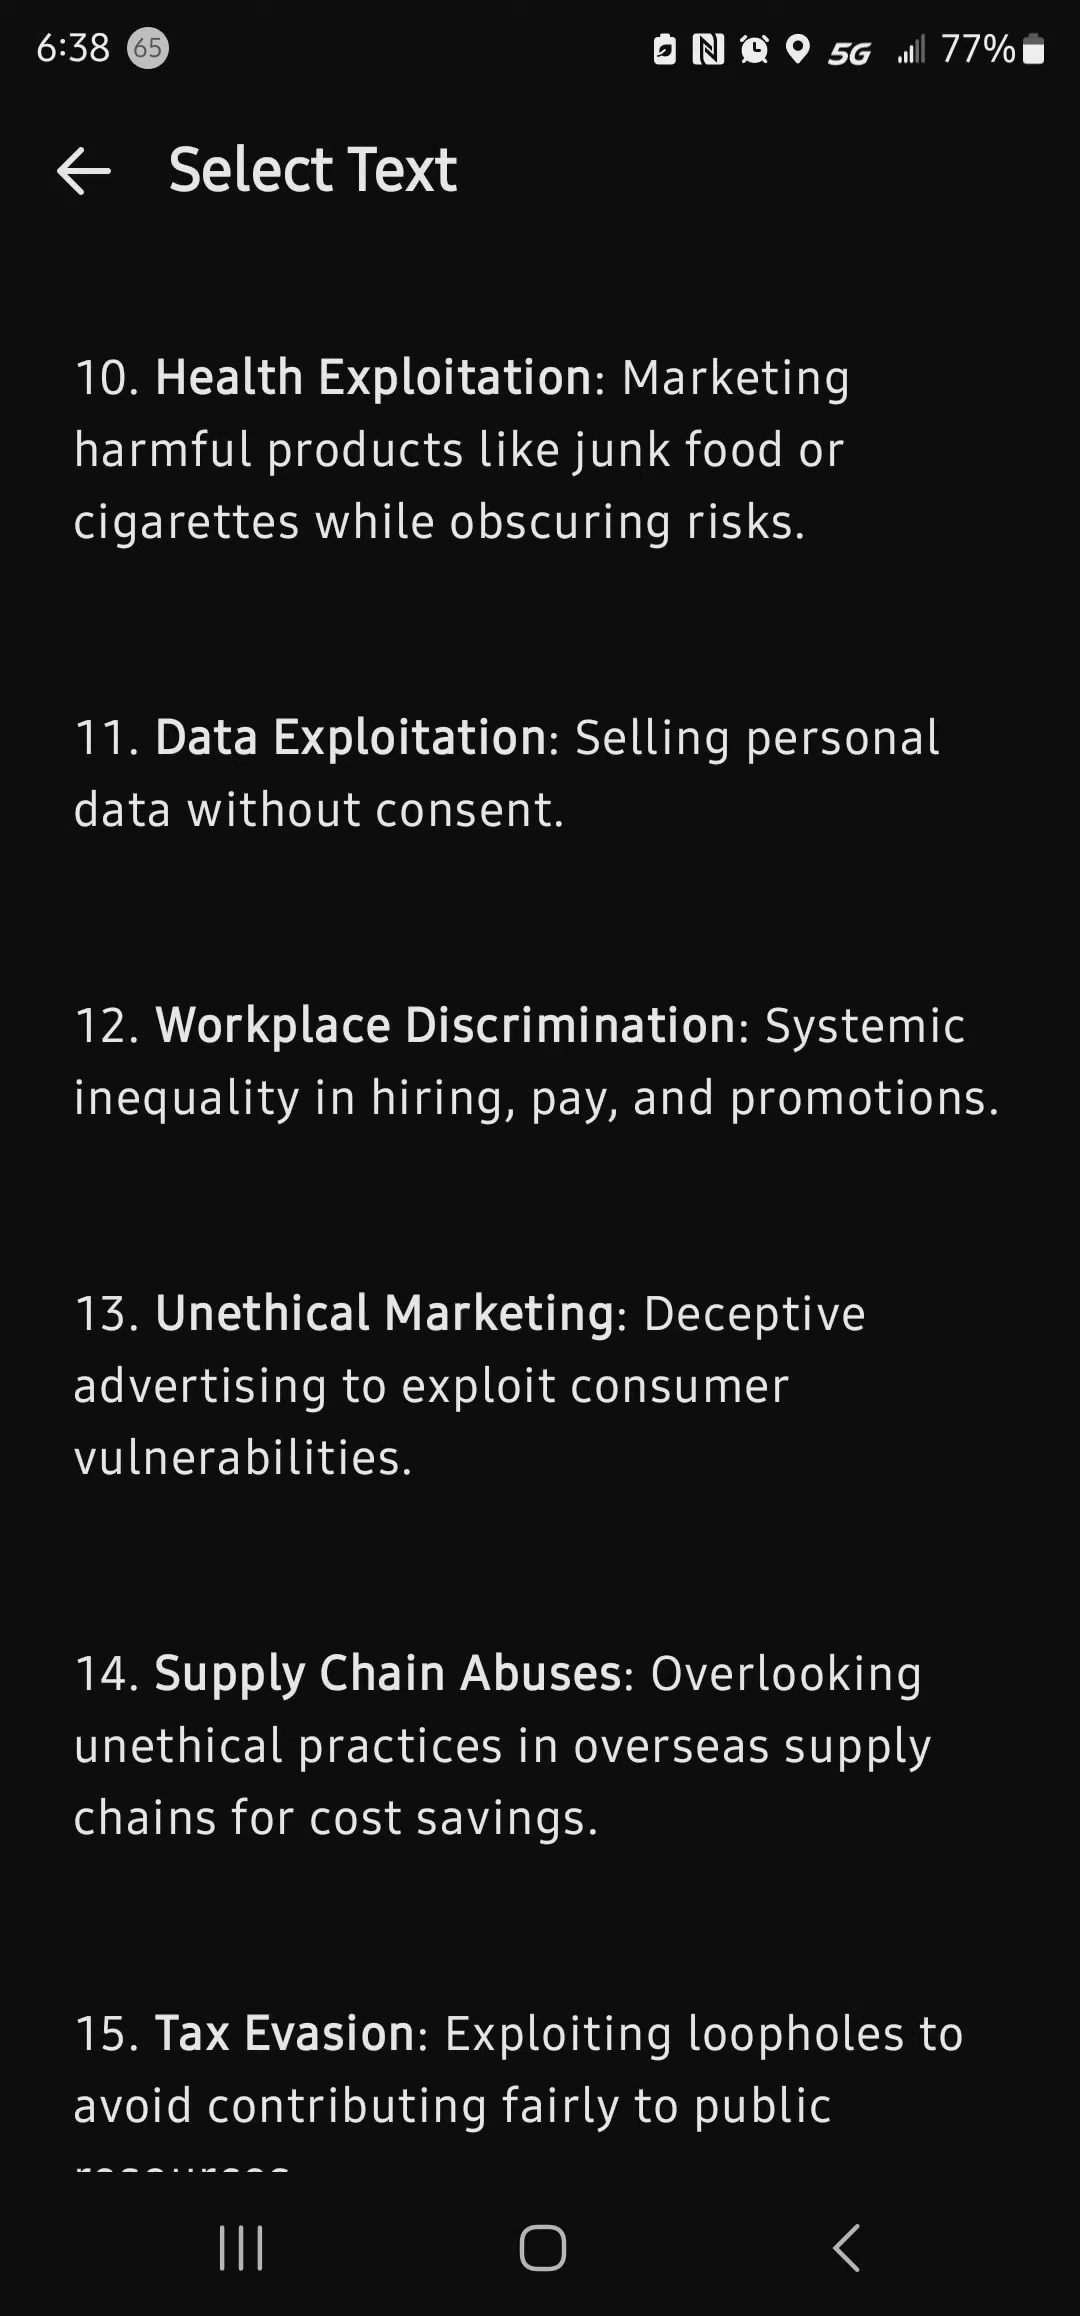 6:38 65 5G 77%
Select Text
10. Health Exploitation: Marketing
harmful products like junk food or
cigarettes while obscuring risks.
11. Data Exploitation: Selling personal
data without consent.
12. Workplace Discrimination: Systemic
inequality in hiring, pay, and promotions.
13. Unethical Marketing: Deceptive
advertising to exploit consumer
vulnerabilities.
14. Supply Chain Abuses: Overlooking
unethical practices in overseas supply
chains for cost savings.
15. Tax Evasion: Exploiting loopholes to
avoid contributing fairly to public